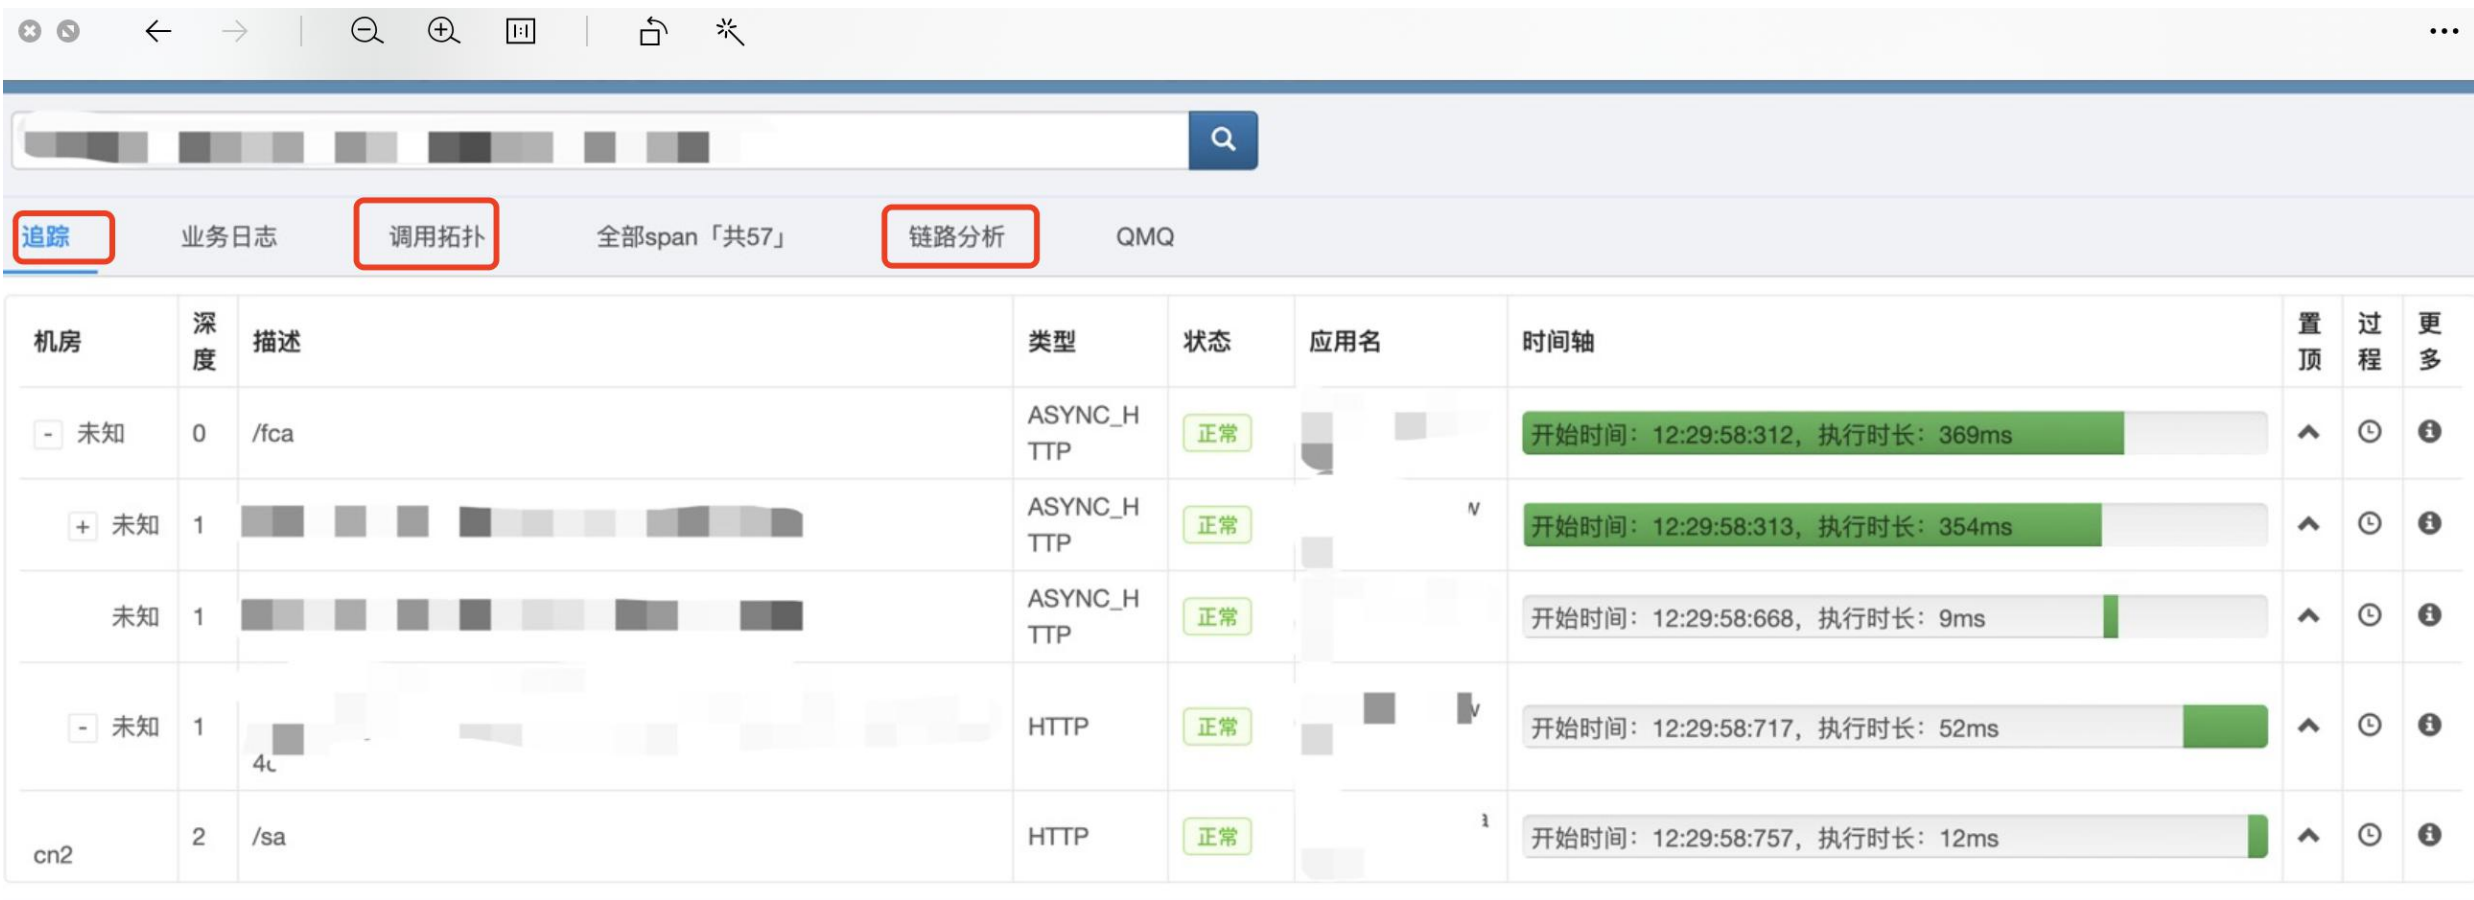 追踪 业务日志 调用拓扑 全部span「共57」 链路分析 QMQ
机房 深度 描述 类型 状态 应用名 时间轴 置顶 过程 更多
- 未知 0 /fca ASYNC_HTTP 正常 开始时间：12:29:58:312，执行时长：369ms
+ 未知 1 ASYNC_HTTP 正常 开始时间：12:29:58:313，执行时长：354ms
未知 1 ASYNC_HTTP 正常 开始时间：12:29:58:668，执行时长：9ms
- 未知 1 HTTP 正常 开始时间：12:29:58:717，执行时长：52ms
cn2 2 /sa HTTP 正常 开始时间：12:29:58:757，执行时长：12ms